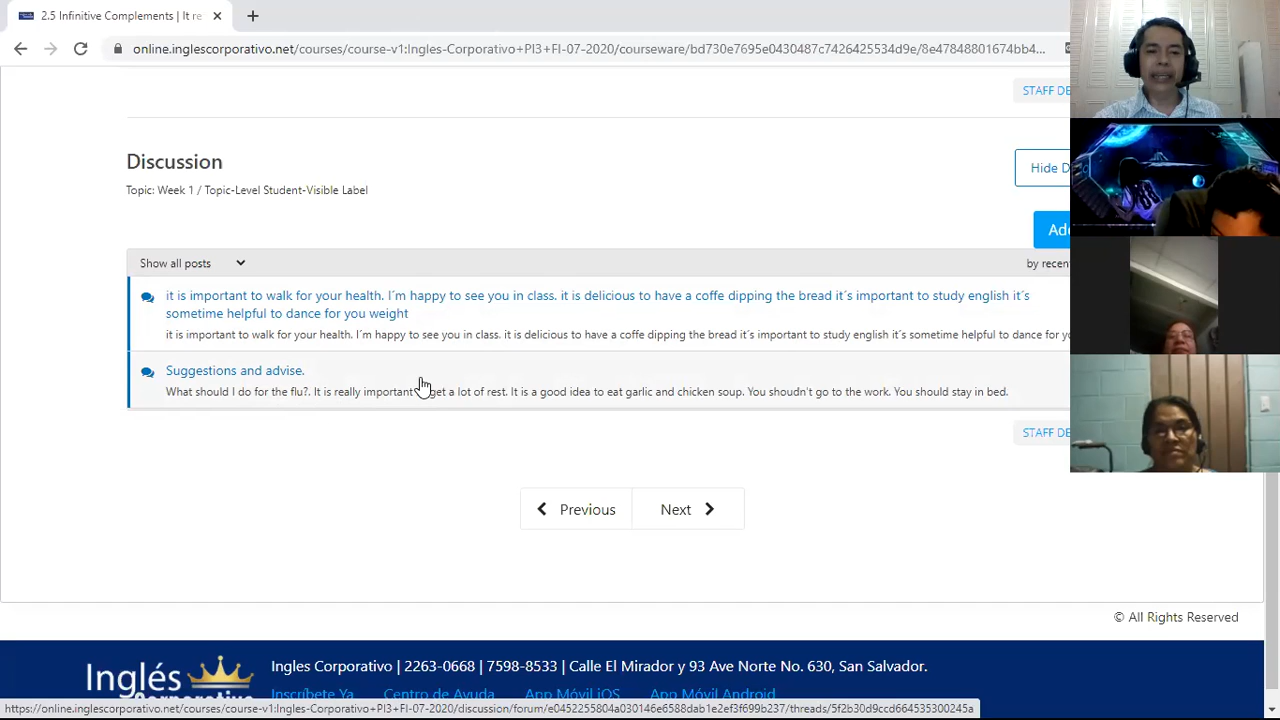 2.5 Infinitive Complements | It re
online.inglescorporativo.net/courses/course-v1:Ingles-Corporativo+PI3+FI-07-2020/courseware/bd730e7695e0430487c7426425534d9e/8e47848801674bb4...
STAFF DE
Discussion
Topic: Week 1 / Topic-Level Student-Visible Label
Hide D
Add
Show all posts
by recen
it is important to walk for your health. I´m happy to see you in class. it is delicious to have a coffe dipping the bread it´s important to study english it´s
sometime helpful to dance for you weight
it is important to walk for your health. I´m happy to see you in class. it is delicious to have a coffe dipping the bread it´s important to study english it´s sometime helpful to dance for yo
Suggestions and advise.
What should I do for the flu?. It is really important get a lot of rest. It is a good idea to eat garlic and chicken soup. You shoudn't go to the work. You should stay in bed.
STAFF DE
Previous
Next
© All Rights Reserved
Inglés Corporativo
Ingles Corporativo | 2263-0668 | 7598-8533 | Calle El Mirador y 93 Ave Norte No. 630, San Salvador.
Inscríbete Ya
Centro de Ayuda
App Móvil iOS
App Móvil Android